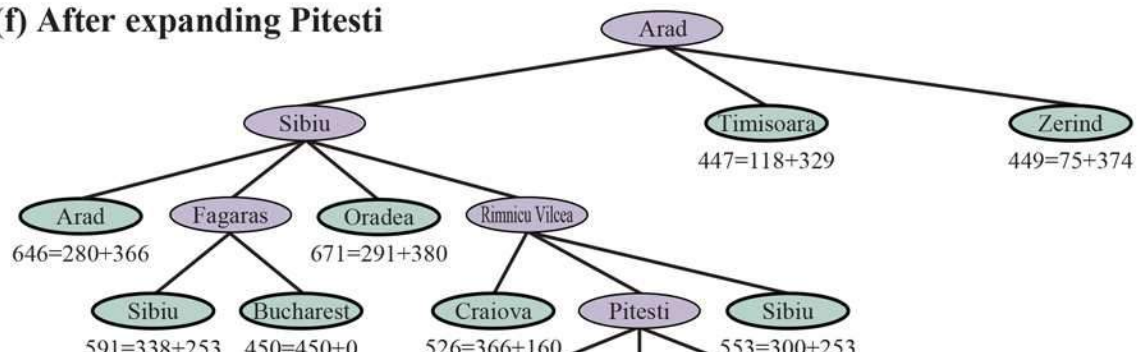 (f) After expanding Pitesti
Arad
Sibiu
Timisoara
Zerind
447=118+329
449=75+374
Arad
Fagaras
Oradea
Rimnicu Vilcea
646=280+366
671=291+380
Sibiu
Bucharest
Craiova
Pitesti
Sibiu
591=338+253
450=450+0
526=366+160
553=300+253